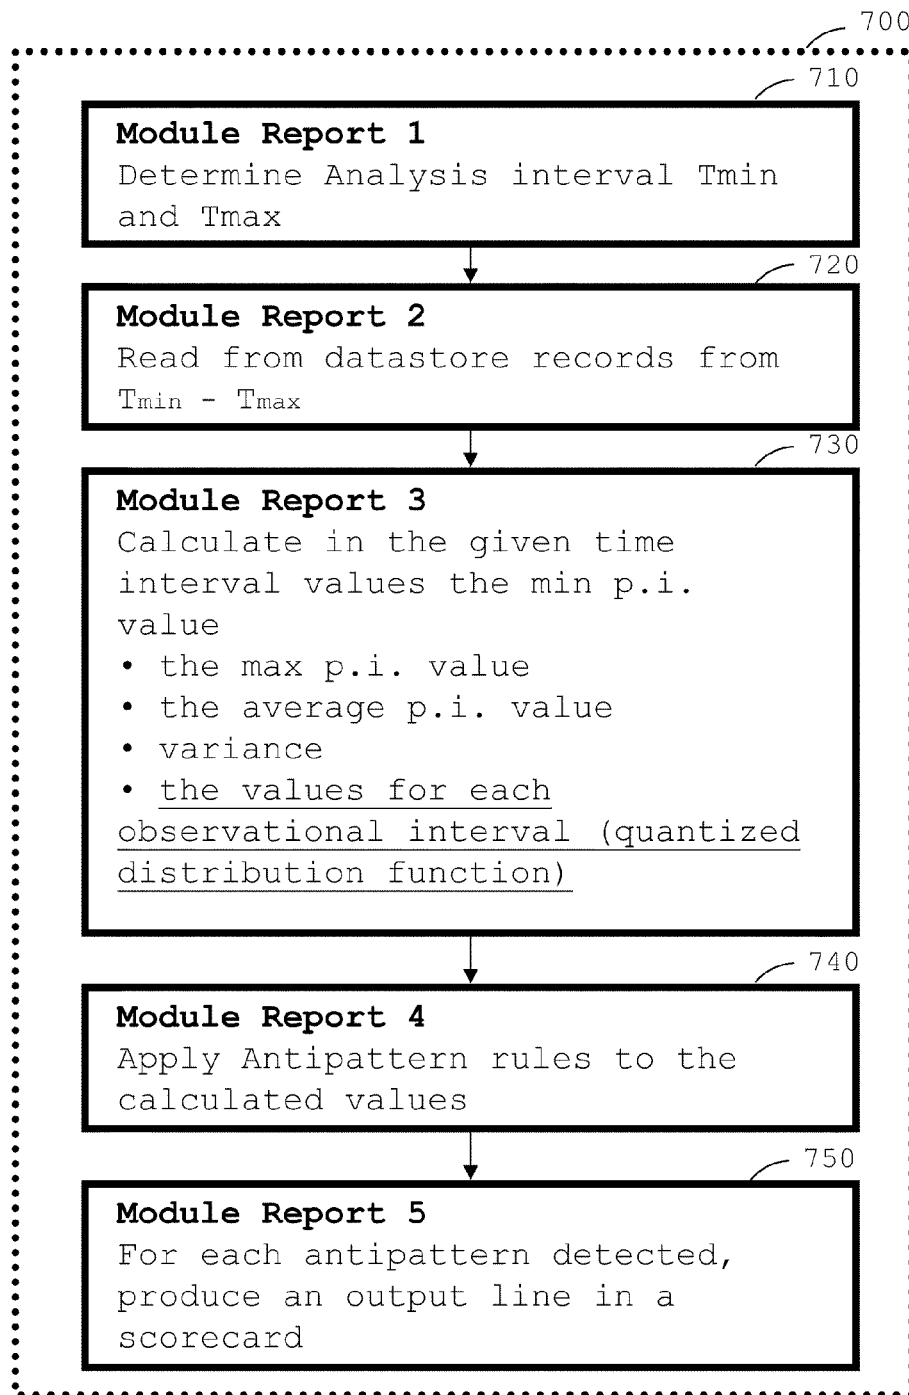 700
710
Module Report 1
Determine Analysis interval Tmin
and Tmax
720
Module Report 2
Read from datastore records from
Tmin - Tmax
730
Module Report 3
Calculate in the given time
interval values the min p.i.
value
• the max p.i. value
• the average p.i. value
• variance
• the values for each
observational interval (quantized
distribution function)
740
Module Report 4
Apply Antipattern rules to the
calculated values
750
Module Report 5
For each antipattern detected,
produce an output line in a
scorecard